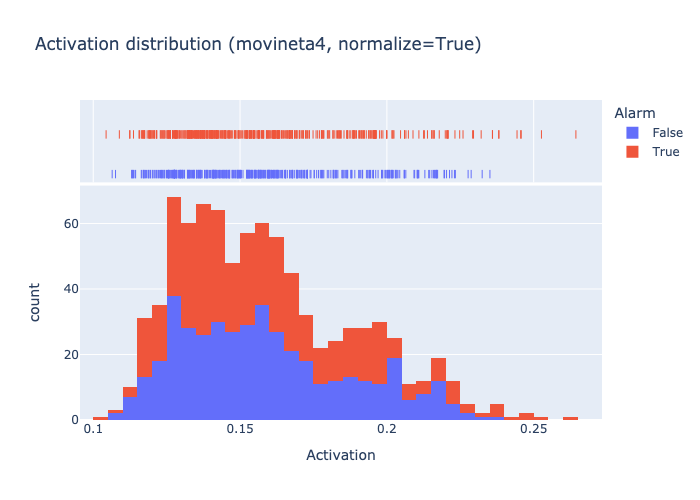 Activation distribution (movineta4, normalize=True)
Alarm
False
True
60
40
20
0
count
0.1
0.15
0.2
0.25
Activation